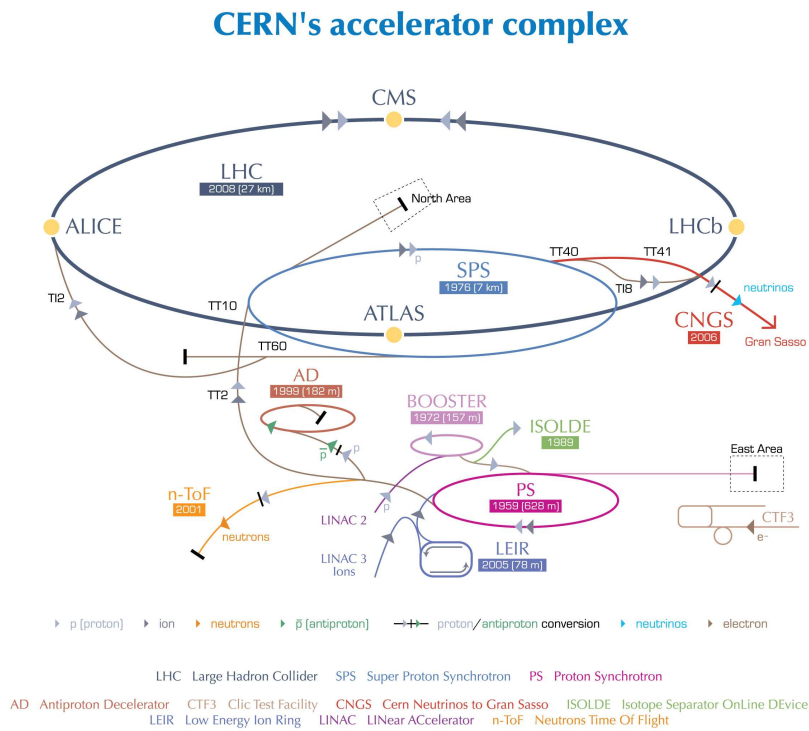 CERN's accelerator complex
CMS
LHC
2008 (27 km)
North Area
ALICE
LHCb
p
TT40
TT41
SPS
1976 (7 km)
TI2
TT10
TI8
neutrinos
ATLAS
CNGS
2006
Gran Sasso
TT60
AD
1999 (182 m)
TT2
BOOSTER
1972 (157 m)
ISOLDE
1989
p̅
p
East Area
n-ToF
2001
p
PS
1959 (628 m)
LINAC 2
neutrons
CTF3
e-
LINAC 3
Ions
LEIR
2005 (78 m)
p (proton)
ion
neutrons
p̅ (antiproton)
proton/antiproton conversion
neutrinos
electron
LHC Large Hadron Collider SPS Super Proton Synchrotron PS Proton Synchrotron
AD Antiproton Decelerator CTF3 Clic Test Facility CNGS Cern Neutrinos to Gran Sasso ISOLDE Isotope Separator OnLine DEvice
LEIR Low Energy Ion Ring LINAC LINear ACcelerator n-ToF Neutrons Time Of Flight